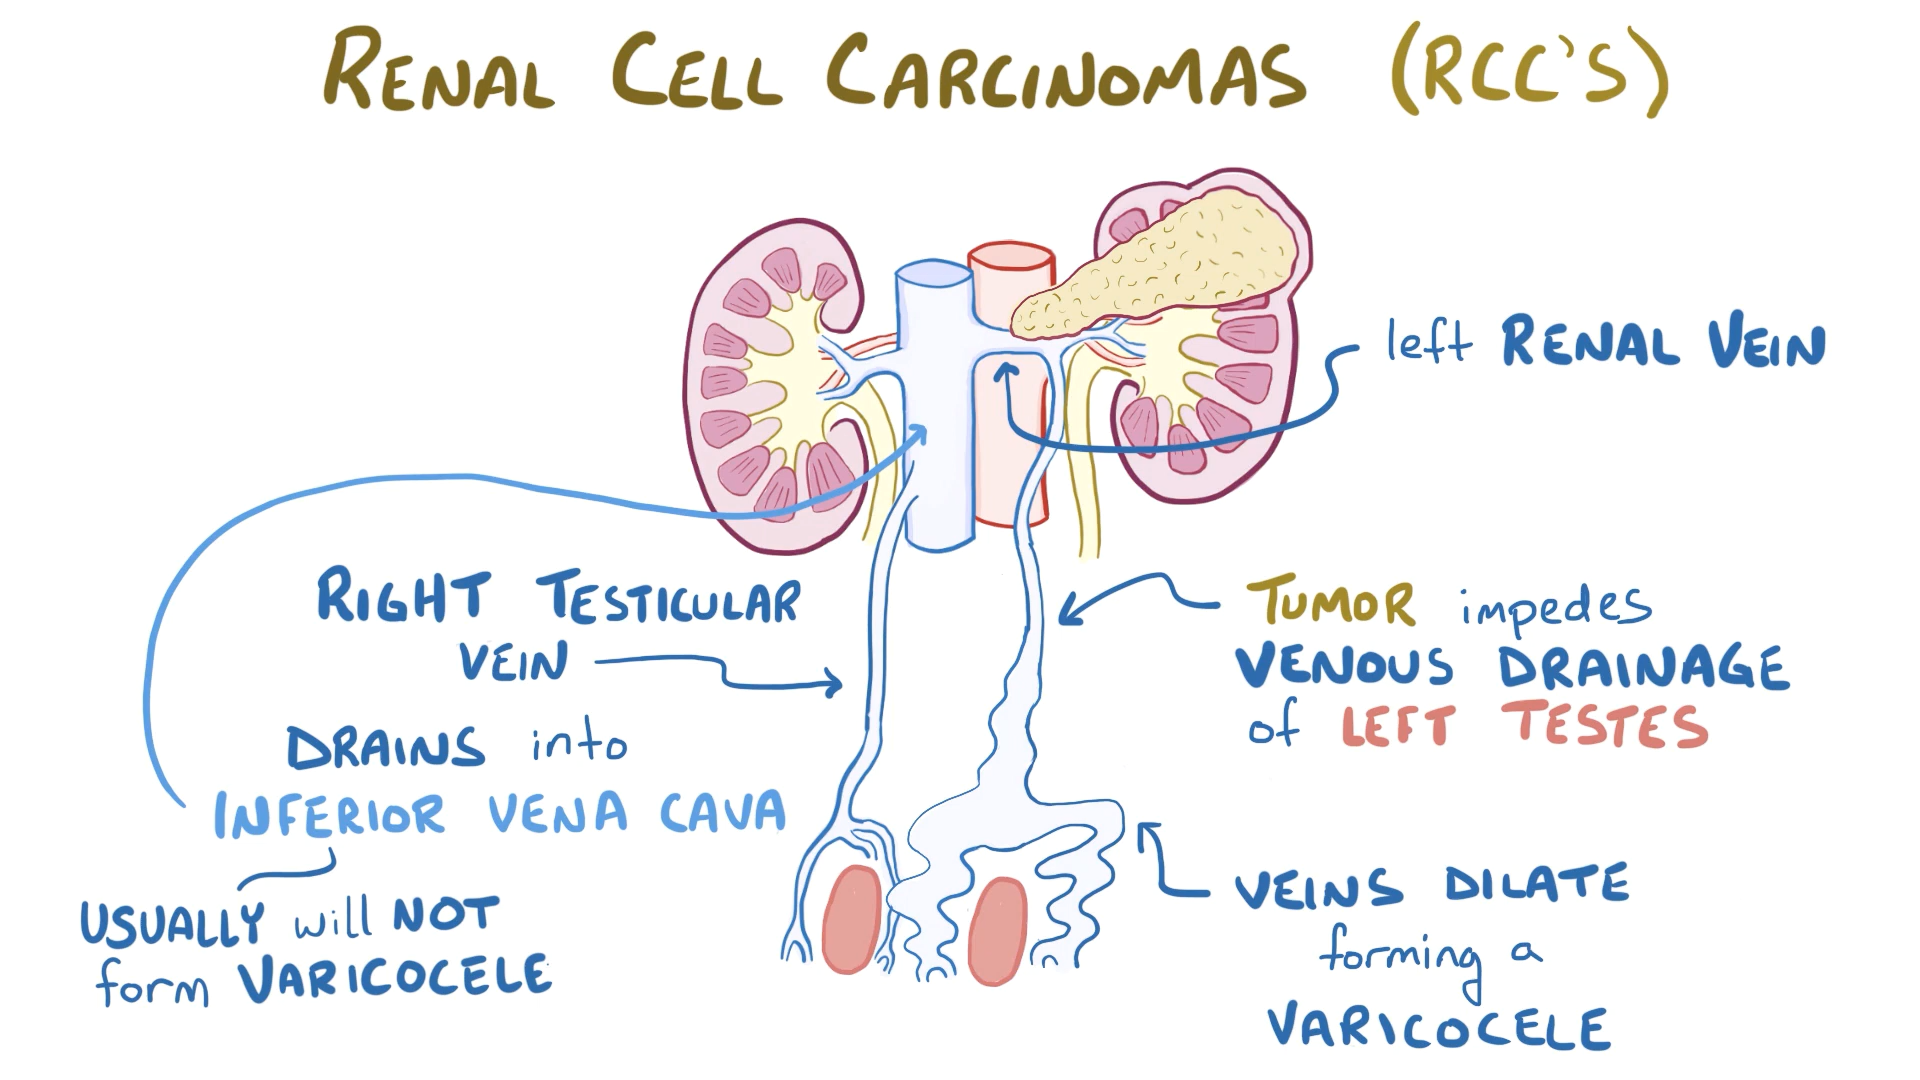 RENAL CELL CARCINOMAS (RCC'S)
left RENAL VEIN
RIGHT TESTICULAR
VEIN
DRAINS into
INFERIOR VENA CAVA
USUALLY will NOT
form VARICOCELE
TUMOR impedes
VENOUS DRAINAGE
of LEFT TESTES
VEINS DILATE
forming a
VARICOCELE